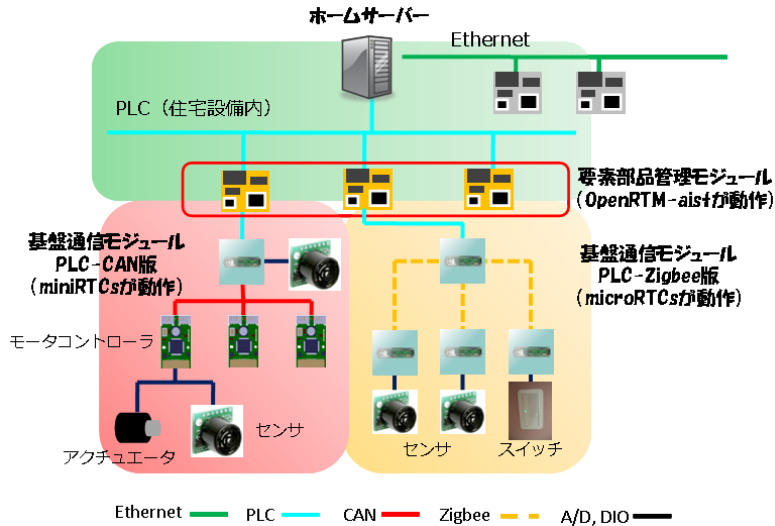 ホームサーバー
Ethernet
PLC（住宅設備内）
要素部品管理モジュール
(OpenRTM-aistが動作)
基盤通信モジュール
PLC-CAN版
(miniRTCsが動作)
基盤通信モジュール
PLC-Zigbee版
(microRTCsが動作)
モータコントローラ
センサ
アクチュエータ
センサ
スイッチ
Ethernet PLC CAN Zigbee A/D, DIO